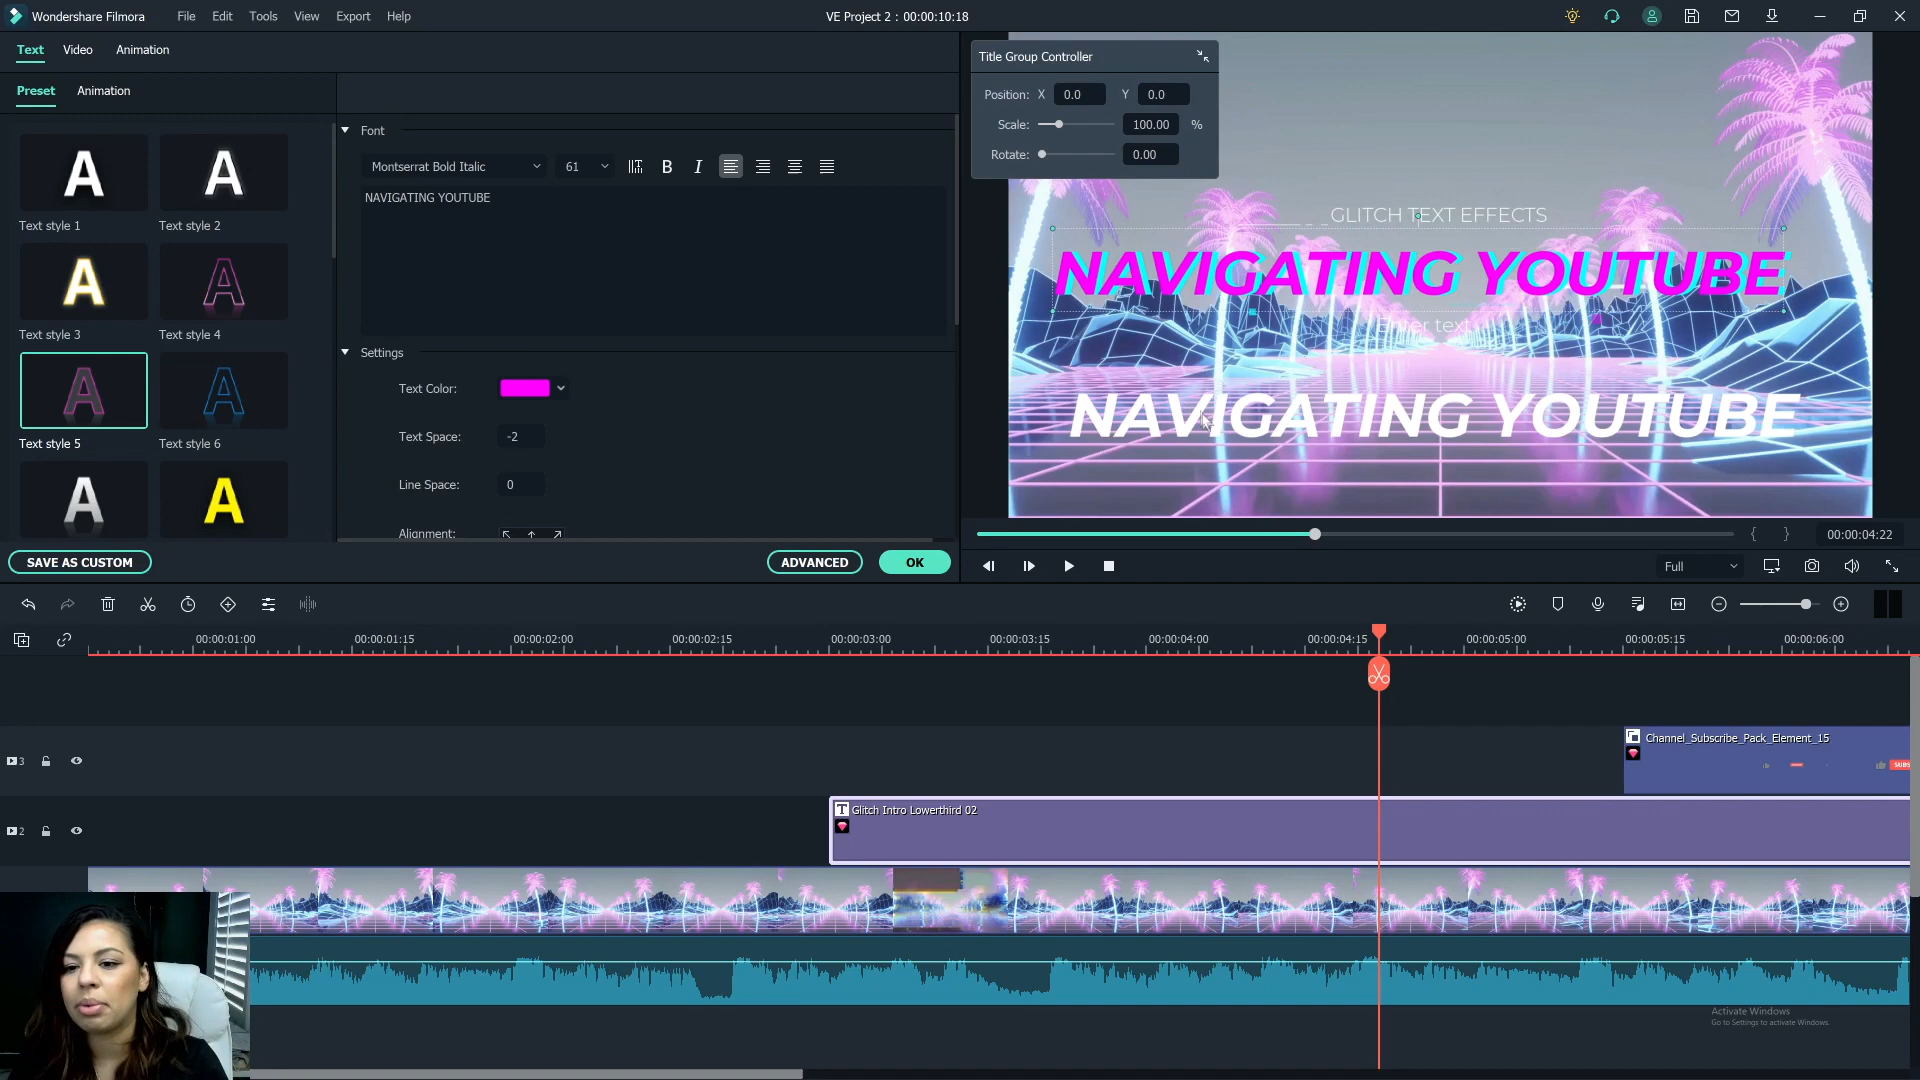 Wondershare Filmora
File Edit Tools View Export Help
VE Project 2 : 00:00:10:18
Text Video Animation
Preset Animation
Text style 1
Text style 2
Text style 3
Text style 4
Text style 5
Text style 6
Font
Montserrat Bold Italic
61
B I
NAVIGATING YOUTUBE
Settings
Text Color:
Text Space: -2
Line Space: 0
Alignment:
SAVE AS CUSTOM
ADVANCED
OK
Title Group Controller
Position: X 0.0 Y 0.0
Scale: 100.00 %
Rotate: 0.00
GLITCH TEXT EFFECTS
NAVIGATING YOUTUBE
Enter text
NAVIGATING YOUTUBE
00:00:04:22
Full
00:00:01:00 00:00:01:15 00:00:02:00 00:00:02:15 00:00:03:00 00:00:03:15 00:00:04:00 00:00:04:15 00:00:05:00 00:00:05:15 00:00:06:00
3
Channel_Subscribe_Pack_Element_15
SUBS
2
T Glitch Intro Lowerthird 02
Activate Windows
Go to Settings to activate Windows.